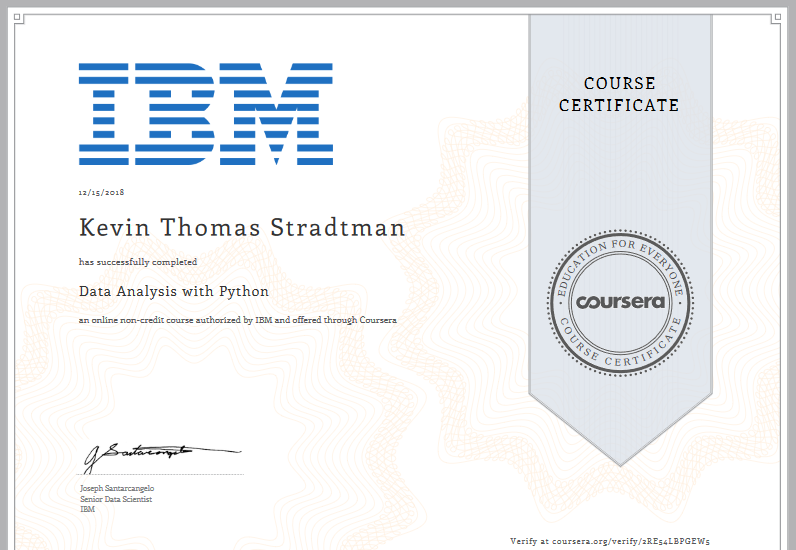 IBM
COURSE
CERTIFICATE
12/15/2018
Kevin Thomas Stradtman
has successfully completed
Data Analysis with Python
an online non-credit course authorized by IBM and offered through Coursera
EDUCATION FOR EVERYONE
coursera
COURSE CERTIFICATE
J Santarcangelo
Joseph Santarcangelo
Senior Data Scientist
IBM
Verify at coursera.org/verify/2RE54LBPGEW5